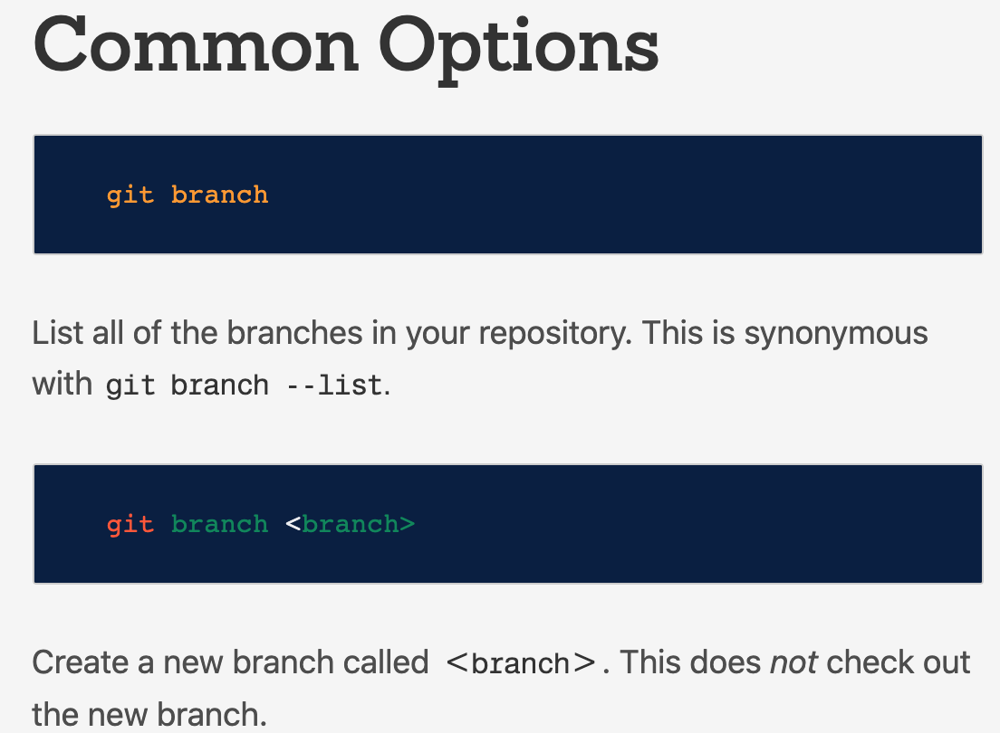 Common Options
git branch
List all of the branches in your repository. This is synonymous
with git branch --list.
git branch <branch>
Create a new branch called <branch>. This does not check out
the new branch.